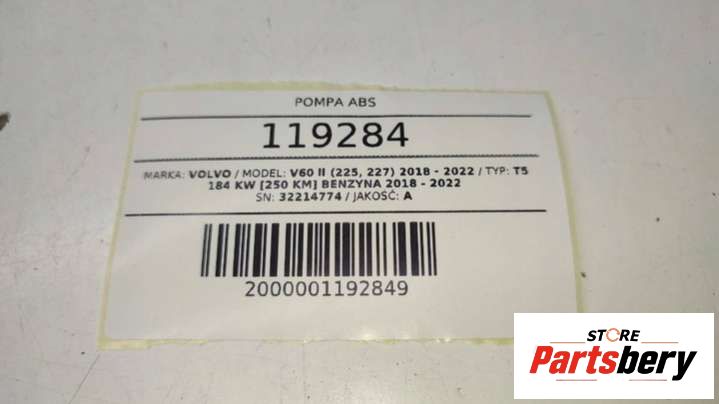 POMPA ABS
119284
MARKA: VOLVO / MODEL: V60 II (225, 227) 2018 - 2022 / TYP: T5
184 KW [250 KM] BENZYNA 2018 - 2022
SN: 32214774 / JAKOŚĆ: A
2000001192849
STORE
Partsbery